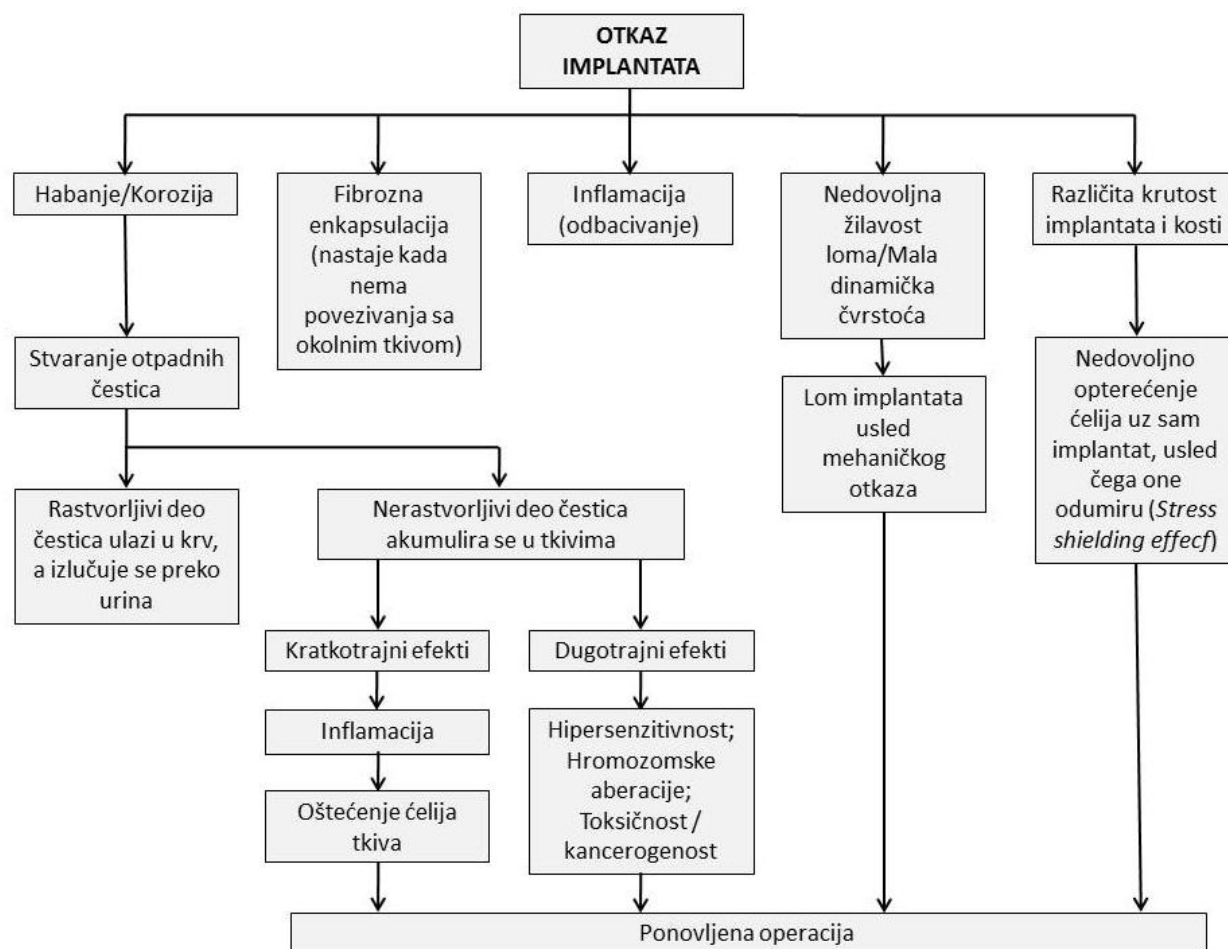 OTKAZ
IMPLANTATA
Habanje/Korozija
Fibrozna
enkapsulacija
(nastaje kada
nema
povezivanja sa
okolnim tkivom)
Inflamacija
(odbacivanje)
Nedovoljna
žilavost
loma/Mala
dinamička
čvrstoća
Različita krutost
implantata i kosti
Stvaranje otpadnih
čestica
Lom implantata
usled
mehaničkog
otkaza
Nedovoljno
opterećenje
ćelija uz sam
implantat, usled
čega one
odumiru (Stress
shielding effecf)
Rastvorljivi deo
čestica ulazi u krv,
a izlučuje se preko
urina
Nerastvorljivi deo čestica
akumulira se u tkivima
Kratkotrajni efekti
Inflamacija
Oštećenje ćelija
tkiva
Dugotrajni efekti
Hipersenzitivnost;
Hromozomske
aberacije;
Toksičnost /
kancerogenost
Ponovljena operacija